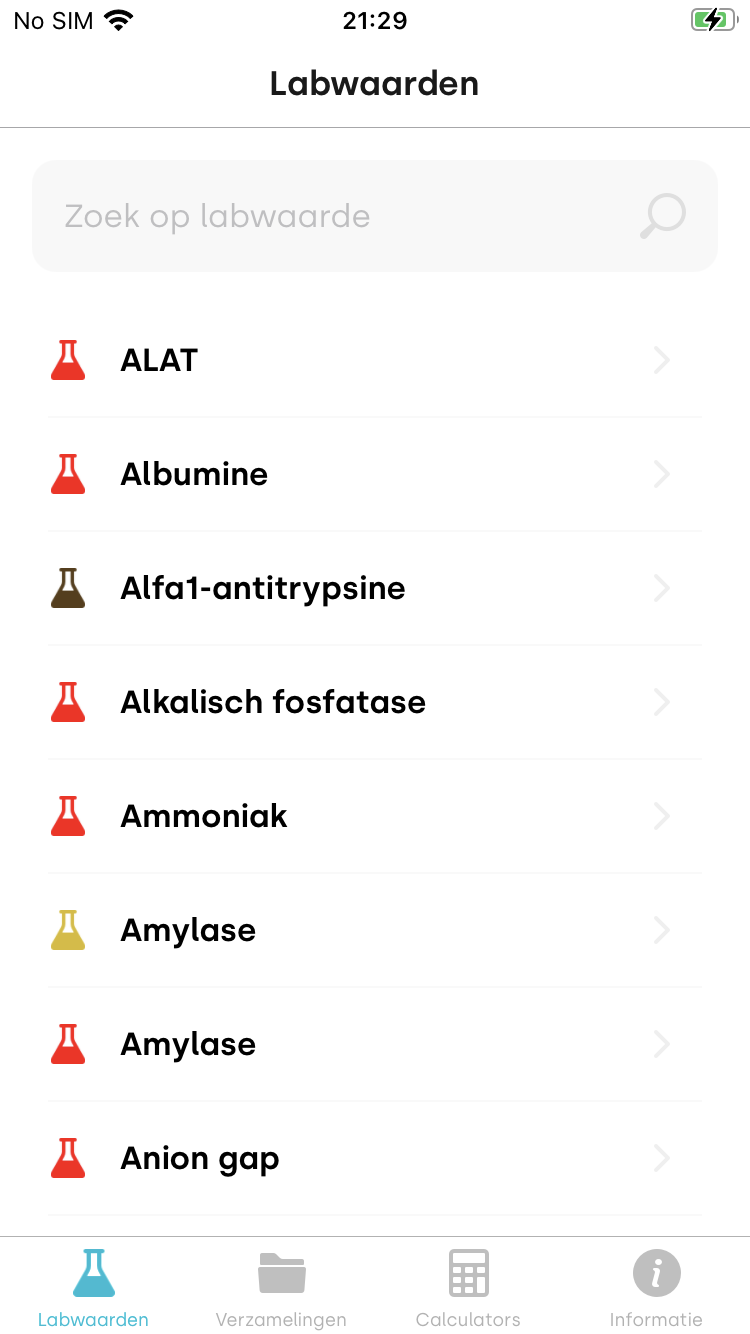 No SIM 21:29
Labwaarden
Zoek op labwaarde
ALAT
Albumine
Alfa1-antitrypsine
Alkalisch fosfatase
Ammoniak
Amylase
Amylase
Anion gap
Labwaarden Verzamelingen Calculators Informatie